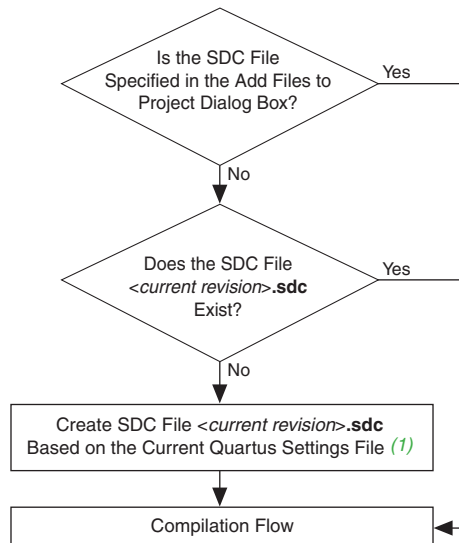 Is the SDC File
Specified in the Add Files to
Project Dialog Box?
Yes
No
Does the SDC File
<current revision>.sdc
Exist?
Yes
No
Create SDC File <current revision>.sdc
Based on the Current Quartus Settings File (1)
Compilation Flow